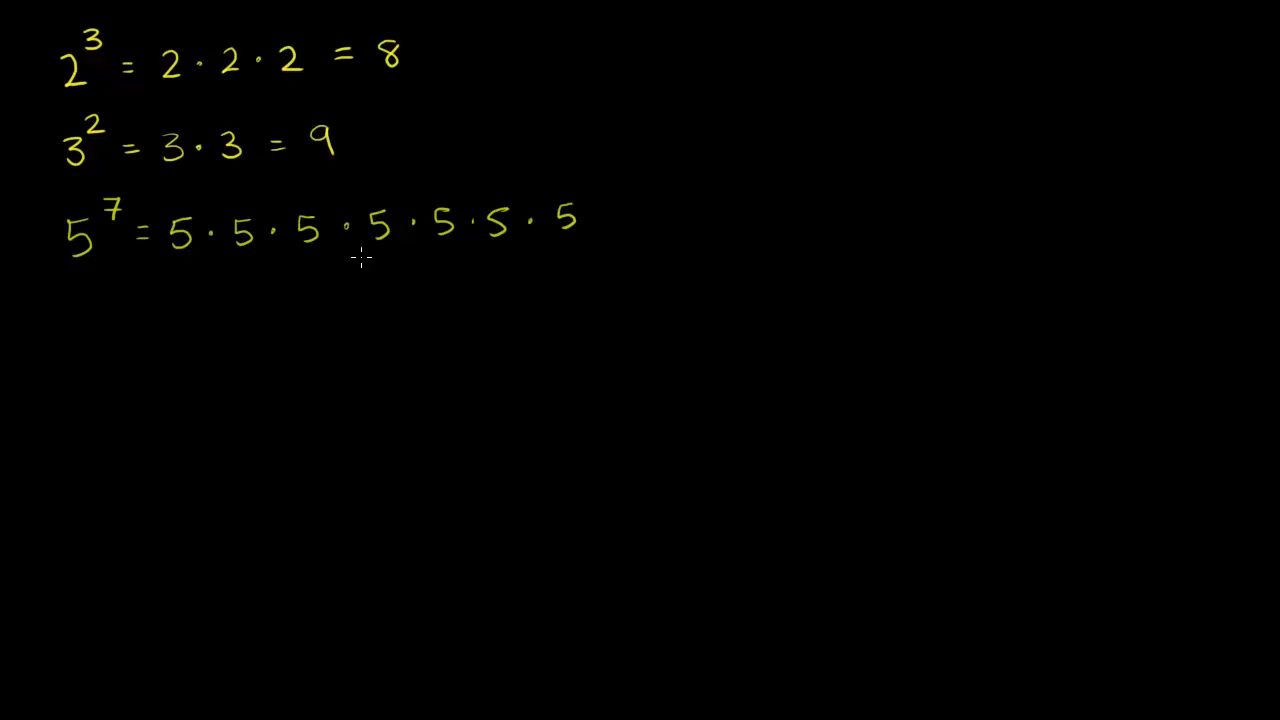 2³ = 2 · 2 · 2 = 8
3² = 3 · 3 = 9
5⁷ = 5 · 5 · 5 · 5 · 5 · 5 · 5